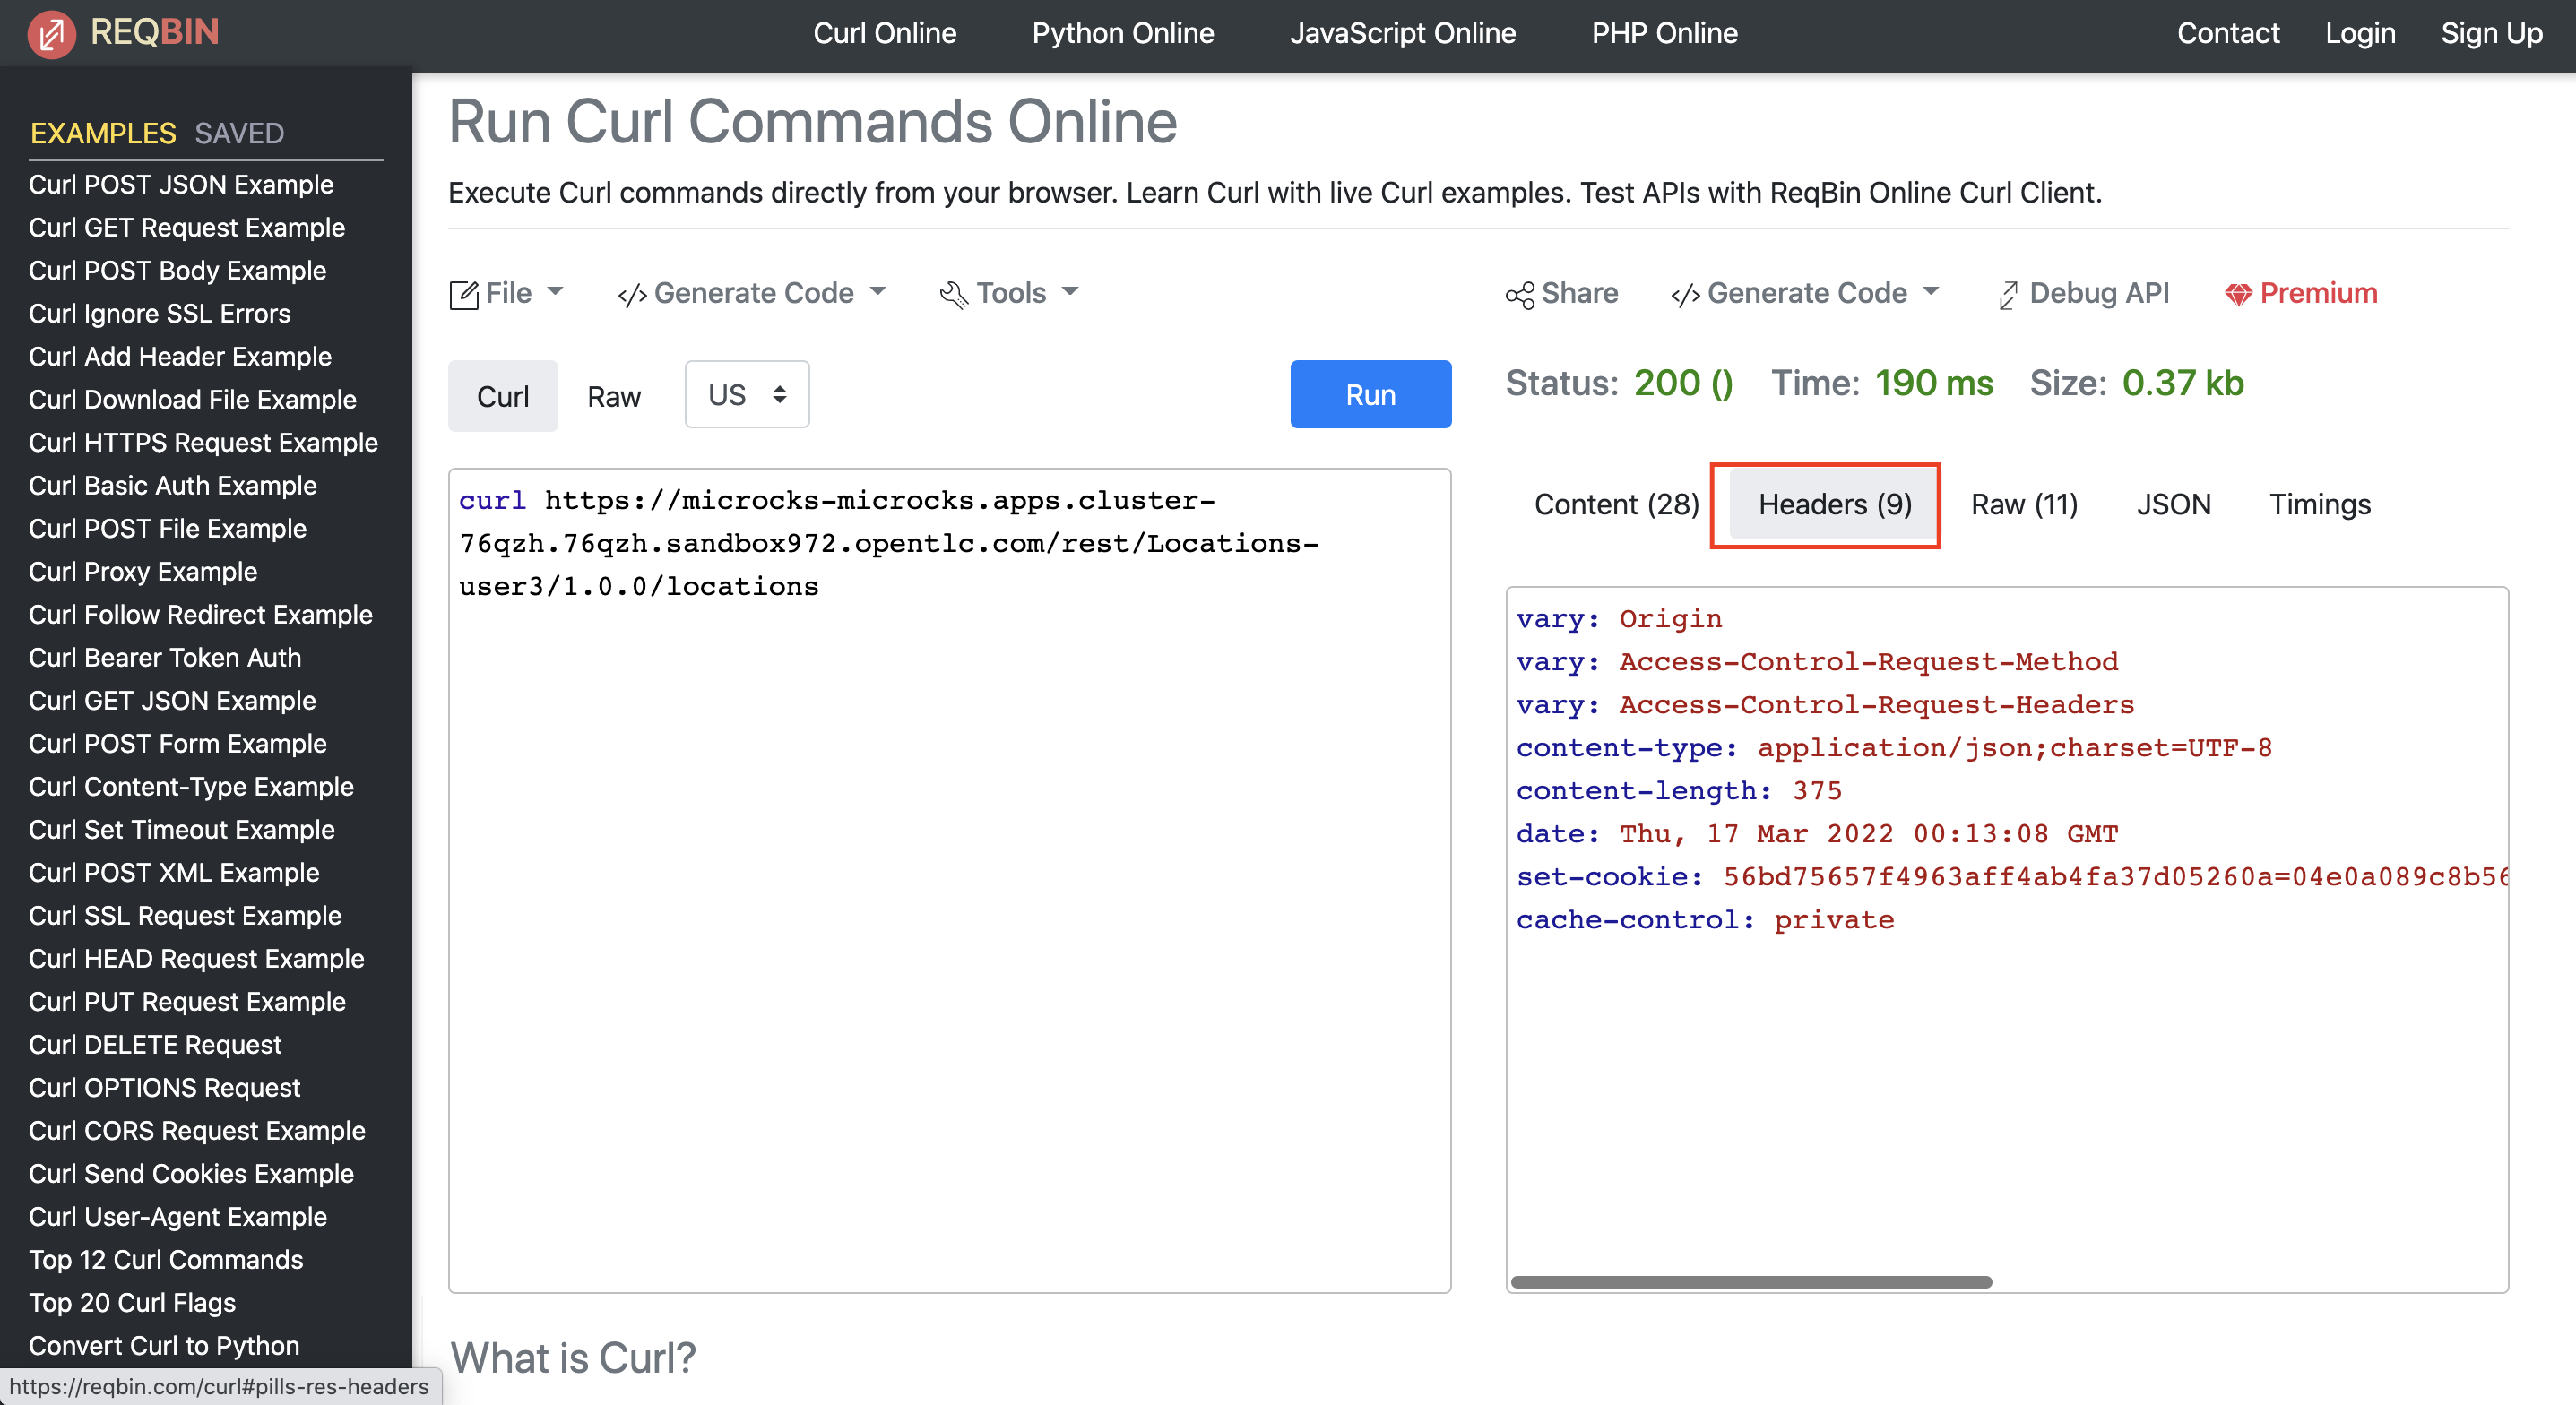 REQBIN
Curl Online
Python Online
JavaScript Online
PHP Online
Contact
Login
Sign Up
EXAMPLES SAVED
Curl POST JSON Example
Curl GET Request Example
Curl POST Body Example
Curl Ignore SSL Errors
Curl Add Header Example
Curl Download File Example
Curl HTTPS Request Example
Curl Basic Auth Example
Curl POST File Example
Curl Proxy Example
Curl Follow Redirect Example
Curl Bearer Token Auth
Curl GET JSON Example
Curl POST Form Example
Curl Content-Type Example
Curl Set Timeout Example
Curl POST XML Example
Curl SSL Request Example
Curl HEAD Request Example
Curl PUT Request Example
Curl DELETE Request
Curl OPTIONS Request
Curl CORS Request Example
Curl Send Cookies Example
Curl User-Agent Example
Top 12 Curl Commands
Top 20 Curl Flags
Convert Curl to Python
https://reqbin.com/curl#pills-res-headers
Run Curl Commands Online
Execute Curl commands directly from your browser. Learn Curl with live Curl examples. Test APIs with ReqBin Online Curl Client.
File
</> Generate Code
Tools
Curl
Raw
US
Run
curl https://microcks-microcks.apps.cluster-
76qzh.76qzh.sandbox972.opentlc.com/rest/Locations-
user3/1.0.0/locations
Share
</> Generate Code
Debug API
Premium
Status: 200 () Time: 190 ms Size: 0.37 kb
Content (28)
Headers (9)
Raw (11)
JSON
Timings
vary: Origin
vary: Access-Control-Request-Method
vary: Access-Control-Request-Headers
content-type: application/json;charset=UTF-8
content-length: 375
date: Thu, 17 Mar 2022 00:13:08 GMT
set-cookie: 56bd75657f4963aff4ab4fa37d05260a=04e0a089c8b56
cache-control: private
What is Curl?